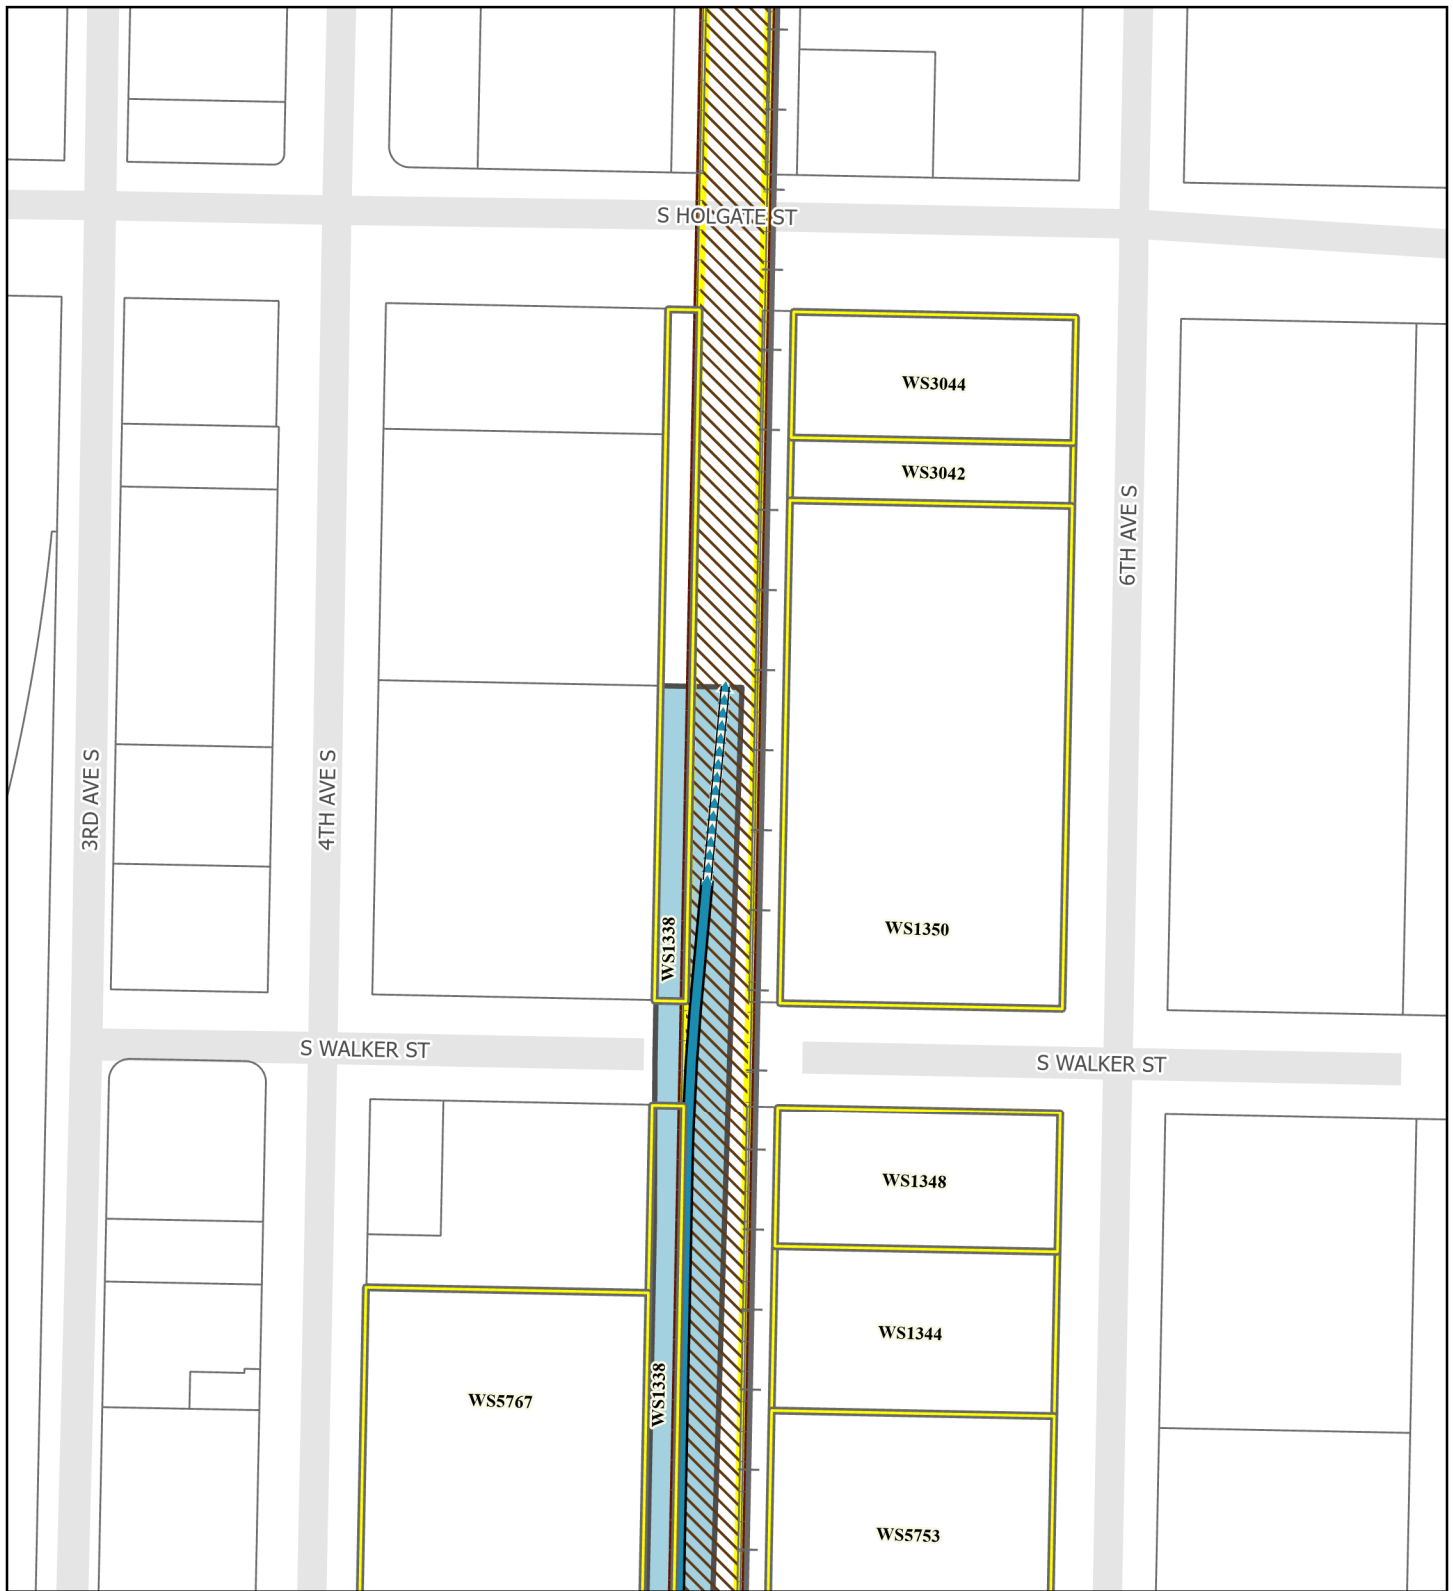 S HOLGATE ST
WS3044
WS3042
6TH AVE S
3RD AVE S
4TH AVE S
WS1338
WS1350
S WALKER ST
S WALKER ST
WS1348
WS1344
WS1338
WS5767
WS5753